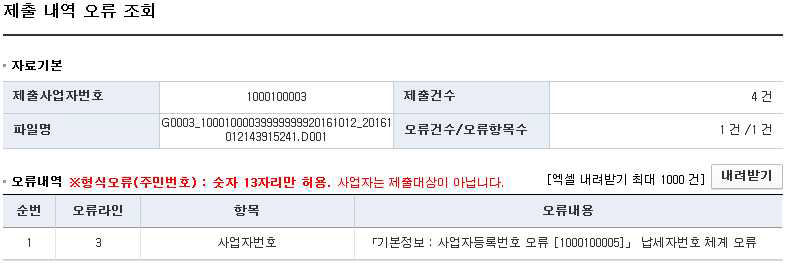 제출 내역 오류 조회
자료기본
제출사업자번호 1000100003 제출건수 4 건
파일명 G0003_10001000039999999920161012_20161012143915241.D001 오류건수/오류항목수 1 건 /1 건
오류내역 ※형식오류(주민번호) : 숫자 13자리만 허용. 사업자는 제출대상이 아닙니다. [엑셀 내려받기 최대 1000 건] 내려받기
순번 오류라인 항목 오류내용
1 3 사업자번호 「기본정보 : 사업자등록번호 오류 [1000100005]」 납세자번호 체계 오류